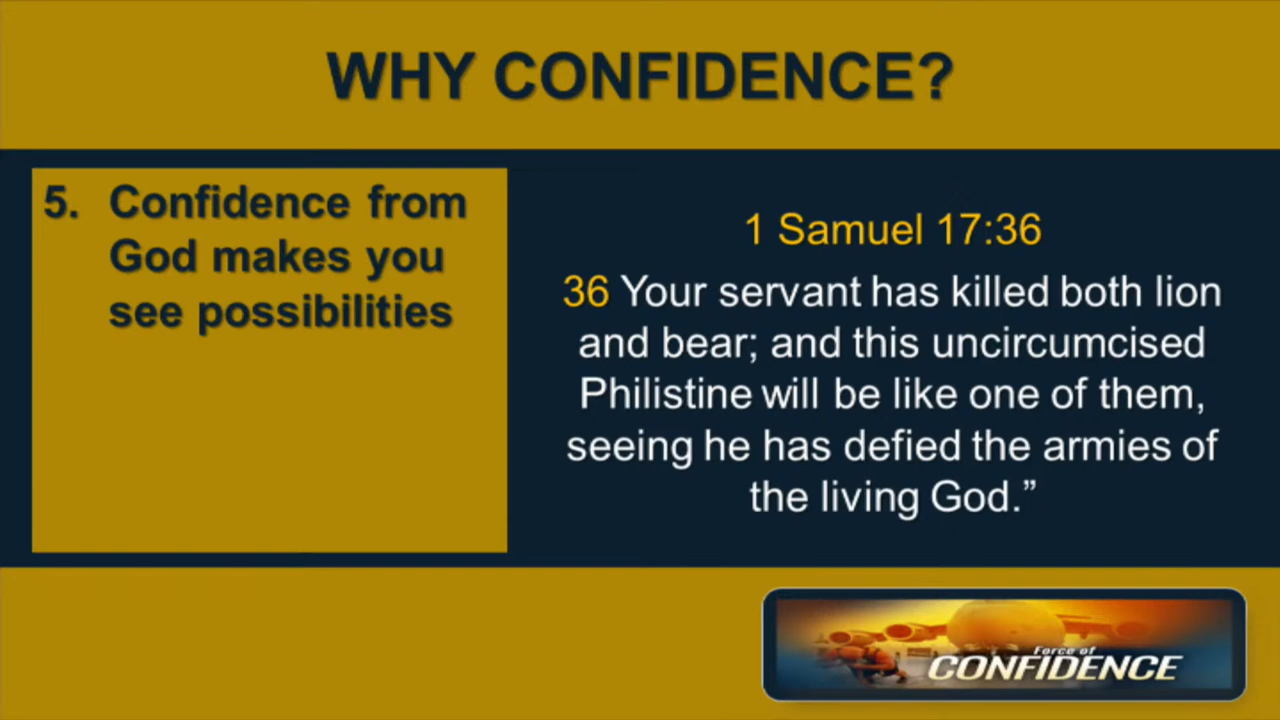 WHY CONFIDENCE?
5. Confidence from
God makes you
see possibilities
1 Samuel 17:36
36 Your servant has killed both lion
and bear; and this uncircumcised
Philistine will be like one of them,
seeing he has defied the armies of
the living God.”
Force of
CONFIDENCE